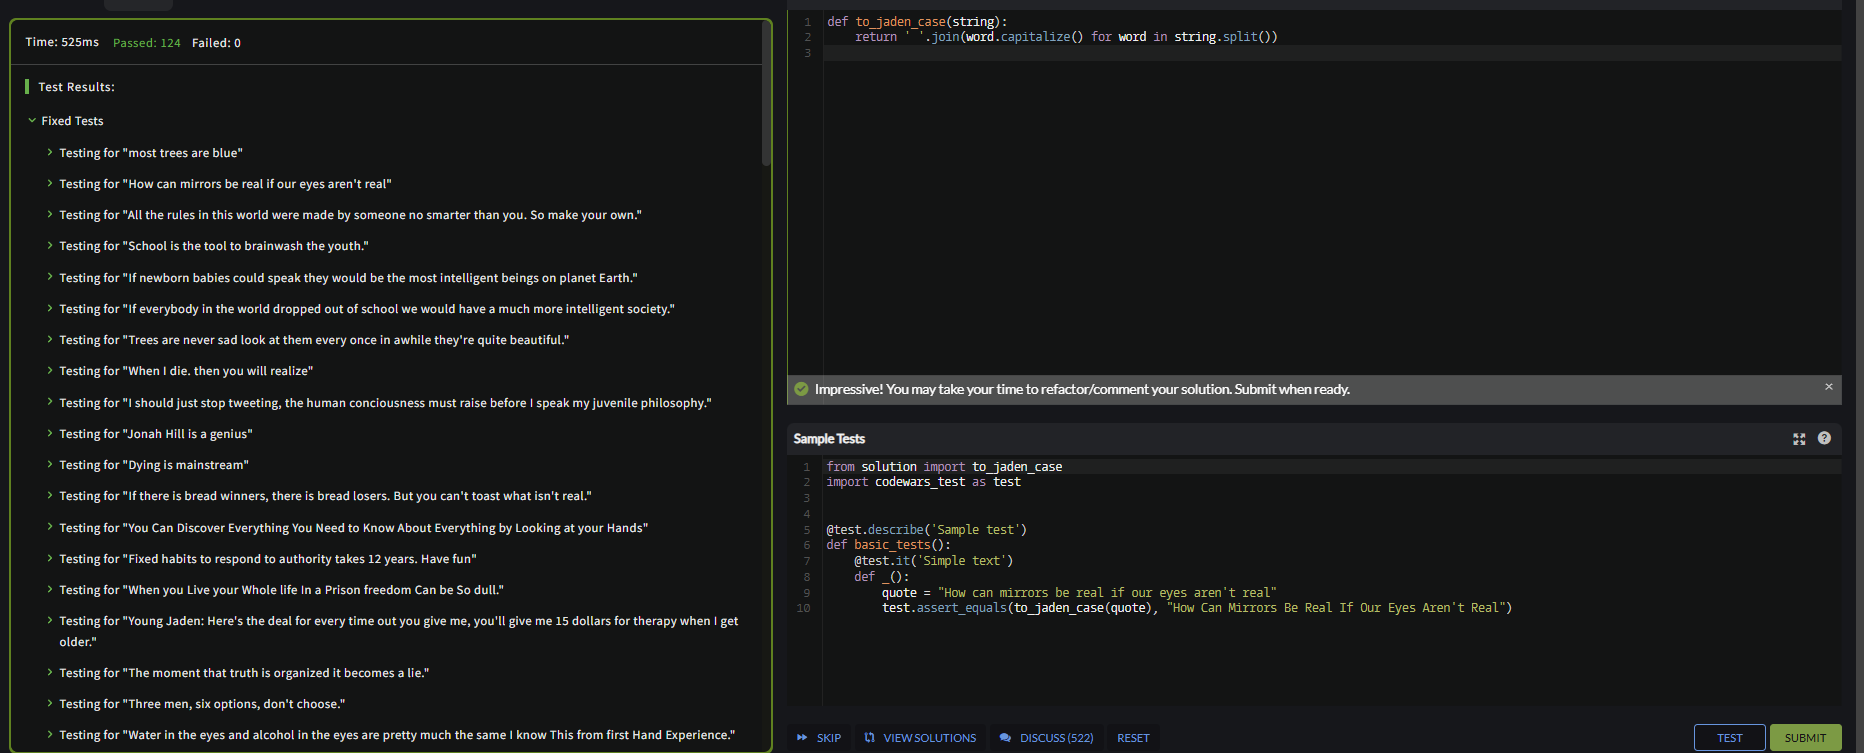 Time: 525ms Passed: 124 Failed: 0
Test Results:
Fixed Tests
Testing for "most trees are blue"
Testing for "How can mirrors be real if our eyes aren't real"
Testing for "All the rules in this world were made by someone no smarter than you. So make your own."
Testing for "School is the tool to brainwash the youth."
Testing for "If newborn babies could speak they would be the most intelligent beings on planet Earth."
Testing for "If everybody in the world dropped out of school we would have a much more intelligent society."
Testing for "Trees are never sad look at them every once in awhile they're quite beautiful."
Testing for "When I die. then you will realize"
Testing for "I should just stop tweeting, the human conciousness must raise before I speak my juvenile philosophy."
Testing for "Jonah Hill is a genius"
Testing for "Dying is mainstream"
Testing for "If there is bread winners, there is bread losers. But you can't toast what isn't real."
Testing for "You Can Discover Everything You Need to Know About Everything by Looking at your Hands"
Testing for "Fixed habits to respond to authority takes 12 years. Have fun"
Testing for "When you Live your Whole life In a Prison freedom Can be So dull."
Testing for "Young Jaden: Here's the deal for every time out you give me, you'll give me 15 dollars for therapy when I get
older."
Testing for "The moment that truth is organized it becomes a lie."
Testing for "Three men, six options, don't choose."
Testing for "Water in the eyes and alcohol in the eyes are pretty much the same I know This from first Hand Experience."
1 def to_jaden_case(string):
2     return ' '.join(word.capitalize() for word in string.split())
3
Impressive! You may take your time to refactor/comment your solution. Submit when ready.
Sample Tests
1 from solution import to_jaden_case
2 import codewars_test as test
3
4
5 @test.describe('Sample test')
6 def basic_tests():
7     @test.it('Simple text')
8     def _():
9         quote = "How can mirrors be real if our eyes aren't real"
10         test.assert_equals(to_jaden_case(quote), "How Can Mirrors Be Real If Our Eyes Aren't Real")
SKIP VIEW SOLUTIONS DISCUSS (522) RESET TEST SUBMIT